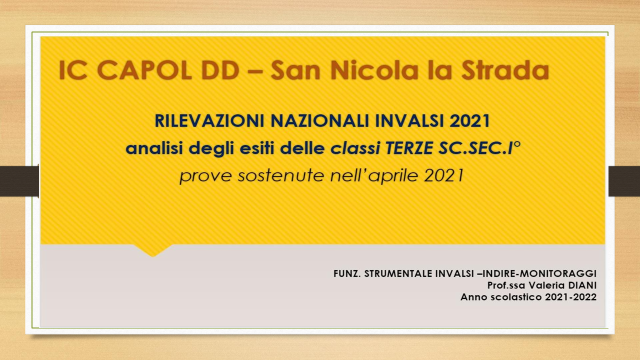 IC CAPOL DD – San Nicola la Strada
RILEVAZIONI NAZIONALI INVALSI 2021
analisi degli esiti delle classi TERZE SC.SEC.I°
prove sostenute nell'aprile 2021
FUNZ. STRUMENTALE INVALSI –INDIRE-MONITORAGGI
Prof.ssa Valeria DIANI
Anno scolastico 2021-2022